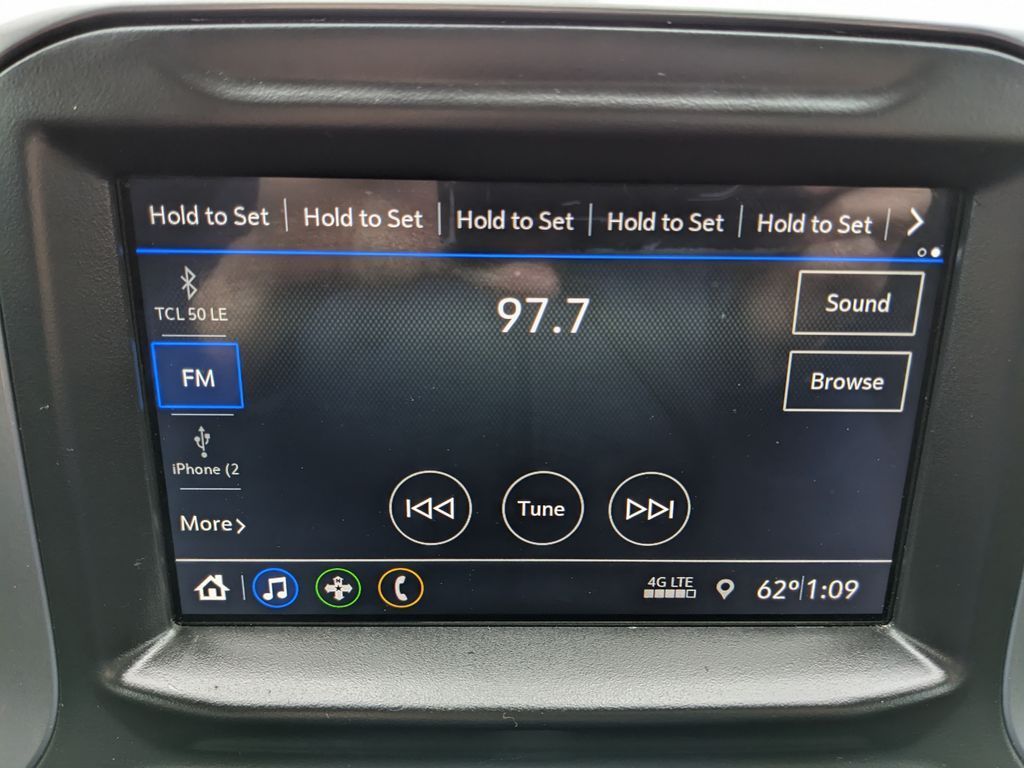 Hold to Set Hold to Set Hold to Set Hold to Set Hold to Set
TCL 50 LE
97.7
Sound
FM
Browse
iPhone (2
More
Tune
4G LTE
62° 1:09